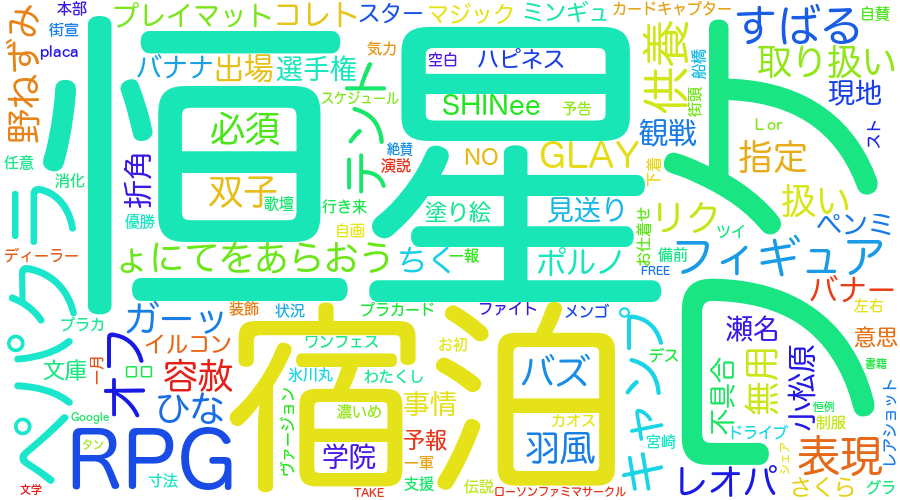 本部
街宣
placa
プレイマット
コレト
スター
マジック
ミンギュ
カードキャプター
すばる
自賛
野ねずみ
バナナ
出場
選手権
気力
空白
ハピネス
供養
船橋
取り扱い
恒星
スケジュール
ト
SHINee
予告
街頭
現地
クラ
必須
テント
絶賛
観戦
L or
スト
任意
消化
折角
演説
NO
GLAY
下着
指定
双子
歌壇
行き来
優勝
自画
塗り絵
見送り
お仕着せ
リク
ツイ
扱い
ペンミ
ディーラー
ょにてをあらおう
ちく
一報
ポルノ
備前
FREE
フィギュア
ペパクラ
バナー
プラカ
ガーッ
装飾
状況
プラカード
ファイト
メンゴ
左右
一月
オフ
イルコン
ワンフェス
お初
キャンプ
瀬名
意思
文庫
ロロ
容赦
氷川丸
わたくし
宿泊
バズ
デス
不具合
無用
小松原
書籍
Google
ひな
ヴァージョン
濃いめ
事情
カオス
恒例
制服
タン
RPG
学院
予報
羽風
宮崎
ドライブ
レアショット
寸法
一軍
支援
伝説
シェア
表現
文学
TAKE
ローソンファミマサークル
レオパ
さくら
グラ